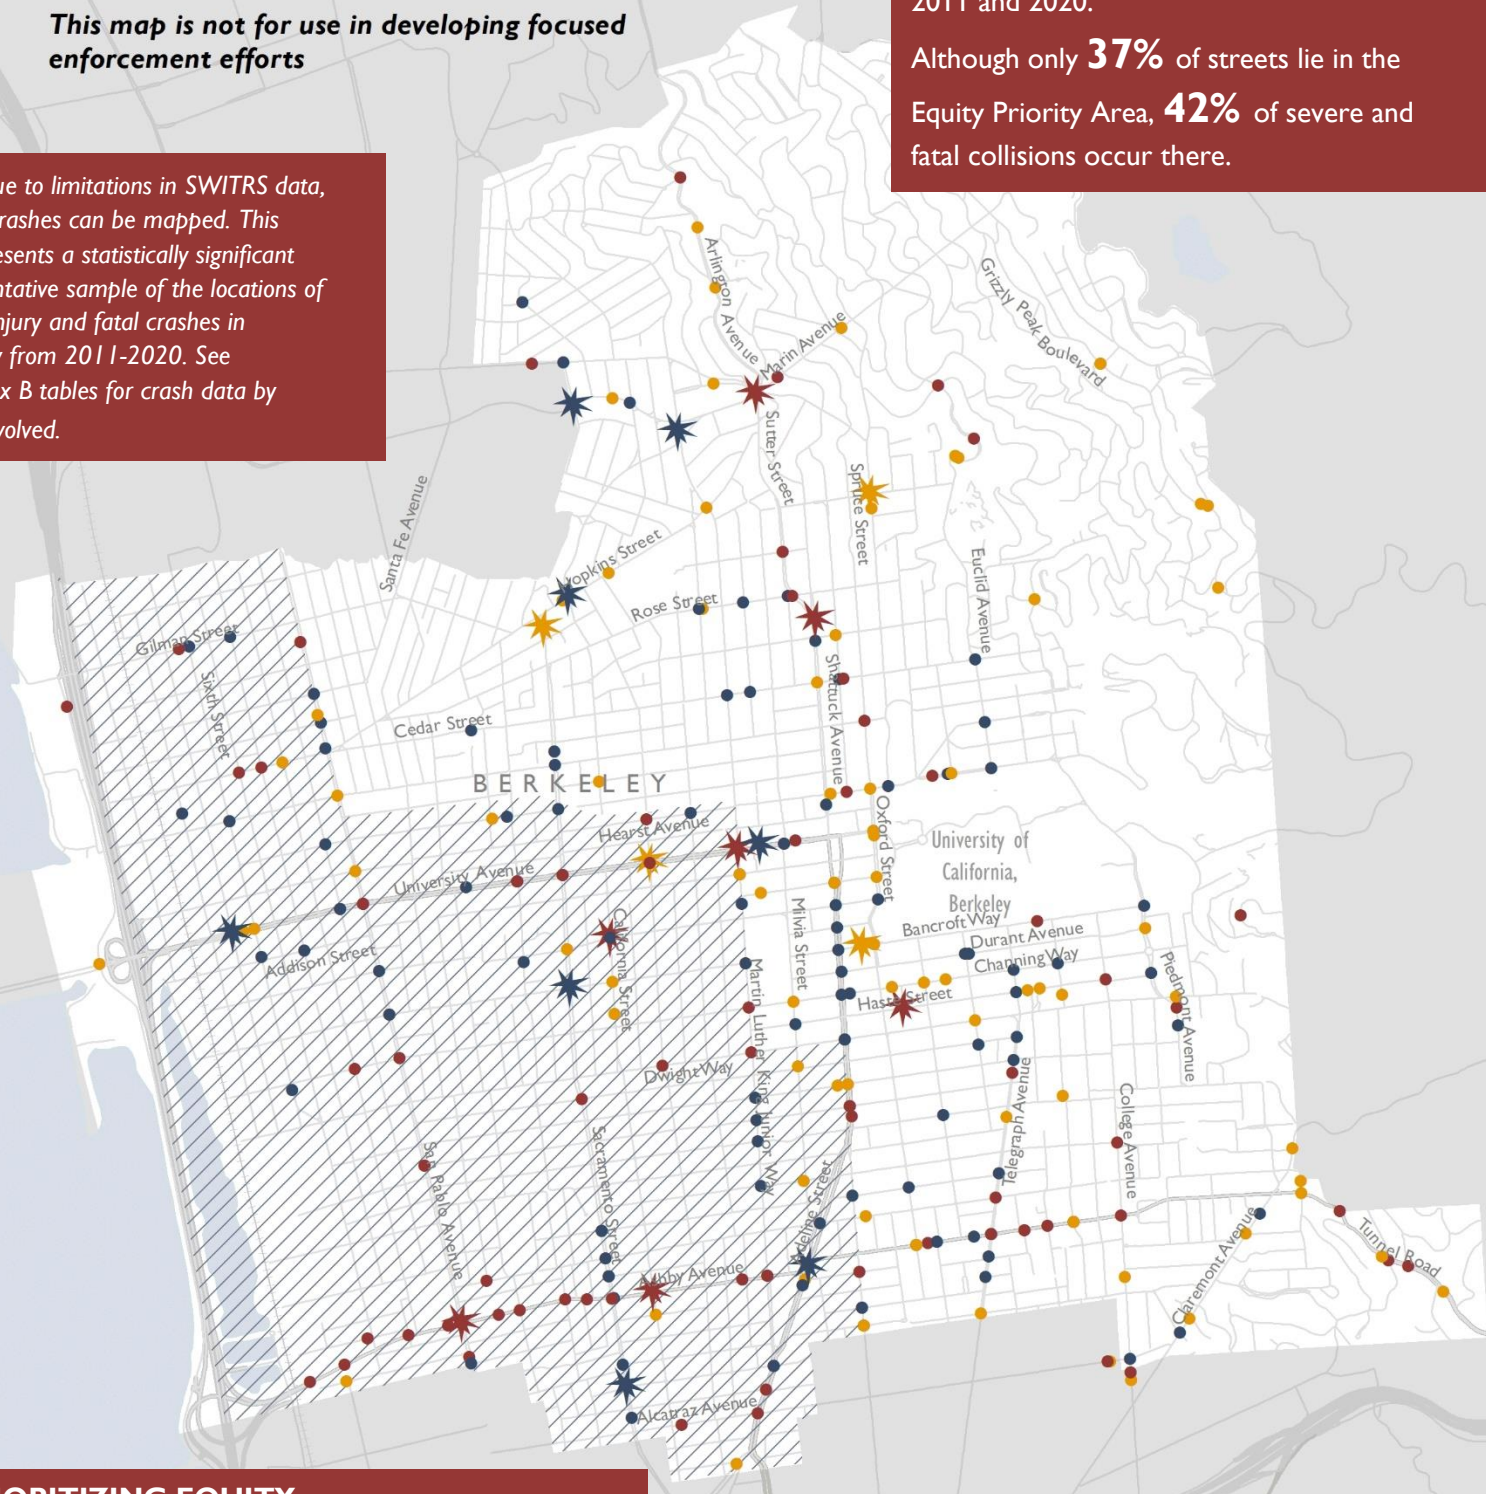 This map is not for use in developing focused
enforcement efforts
2011 and 2020.
Although only 37% of streets lie in the
Equity Priority Area, 42% of severe and
fatal collisions occur there.
ue to limitations in SWITRS data,
rashes can be mapped. This
esents a statistically significant
ntative sample of the locations of
njury and fatal crashes in
y from 2011-2020. See
x B tables for crash data by
volved.
Arlington Avenue
Marin Avenue
Grizzly Peak Boulevard
Sutter Street
Spruce Street
Santa Fe Avenue
Hopkins Street
Rose Street
Euclid Avenue
Gilman Street
Sixth Street
Shattuck Avenue
Cedar Street
BERKELEY
Hearst Avenue
Oxford Street
University of
California,
Berkeley
University Avenue
California Street
Milvia Street
Bancroft Way
Durant Avenue
Channing Way
Addison Street
Martin Luther King Junior Way
Haste Street
Piedmont Avenue
Dwight Way
Telegraph Avenue
College Avenue
San Pablo Avenue
Sacramento Street
Adeline Street
Ashby Avenue
Claremont Avenue
Tunnel Road
Alcatraz Avenue
ORITIZING EQUITY